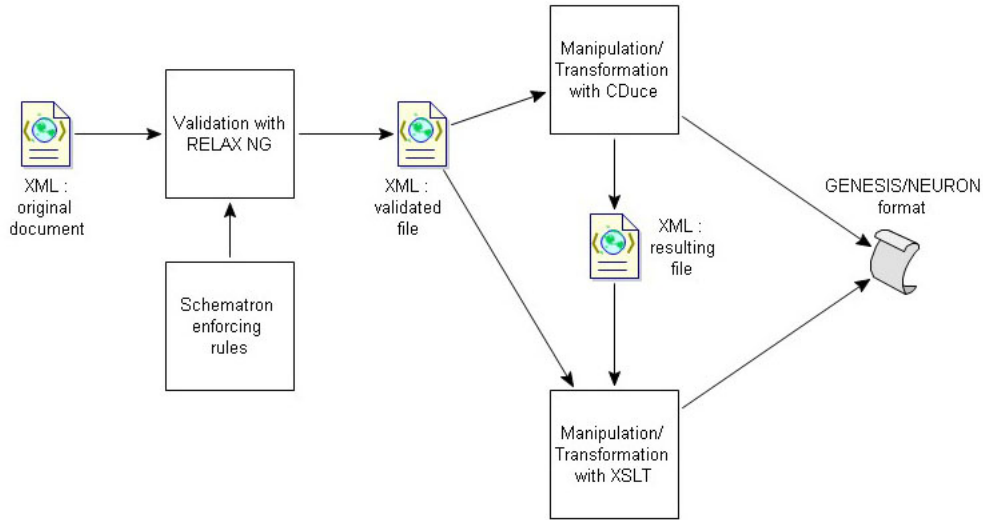 Manipulation/
Transformation
with CDuce
Validation with
RELAX NG
XML :
original
document
XML :
validated
file
GENESIS/NEURON
format
XML :
resulting
file
Schematron
enforcing
rules
Manipulation/
Transformation
with XSLT